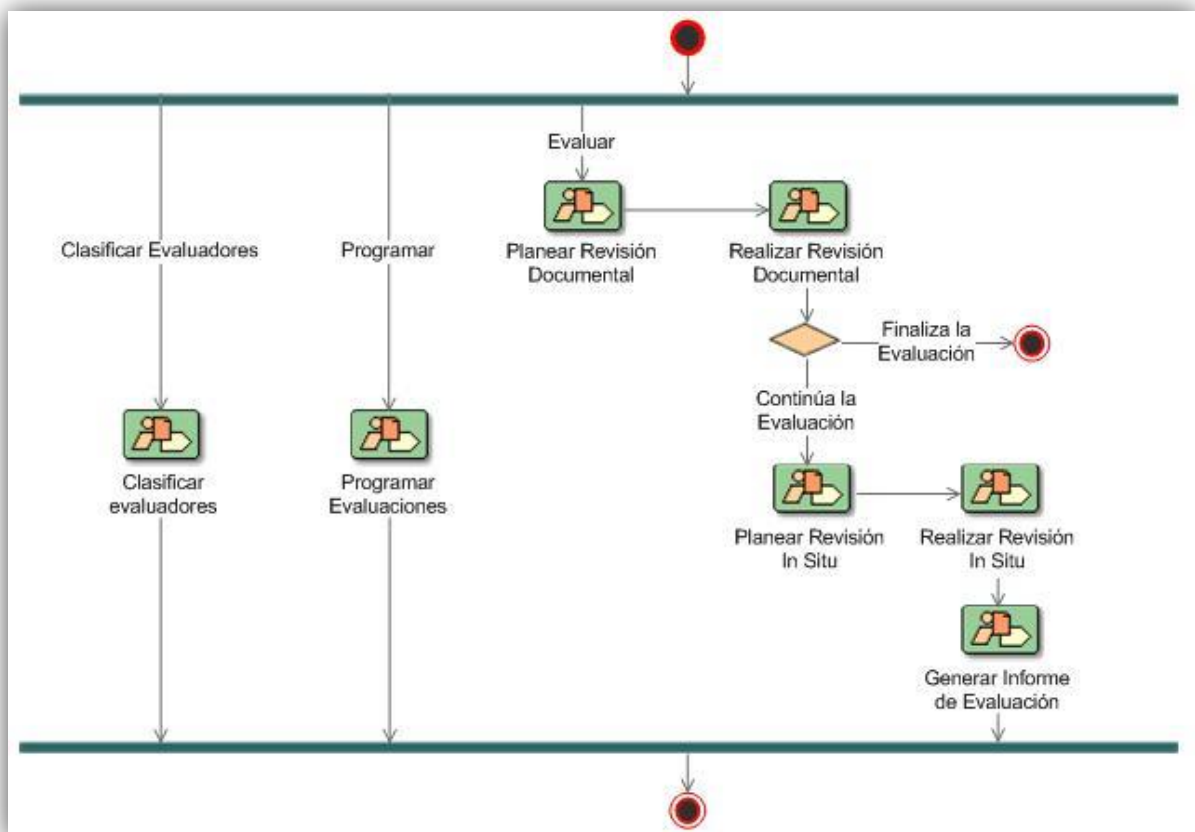 Evaluar
Clasificar Evaluadores
Programar
Planear Revisión
Documental
Realizar Revisión
Documental
Finaliza la
Evaluación
Continúa la
Evaluación
Clasificar
evaluadores
Programar
Evaluaciones
Planear Revisión
In Situ
Realizar Revisión
In Situ
Generar Informe
de Evaluación